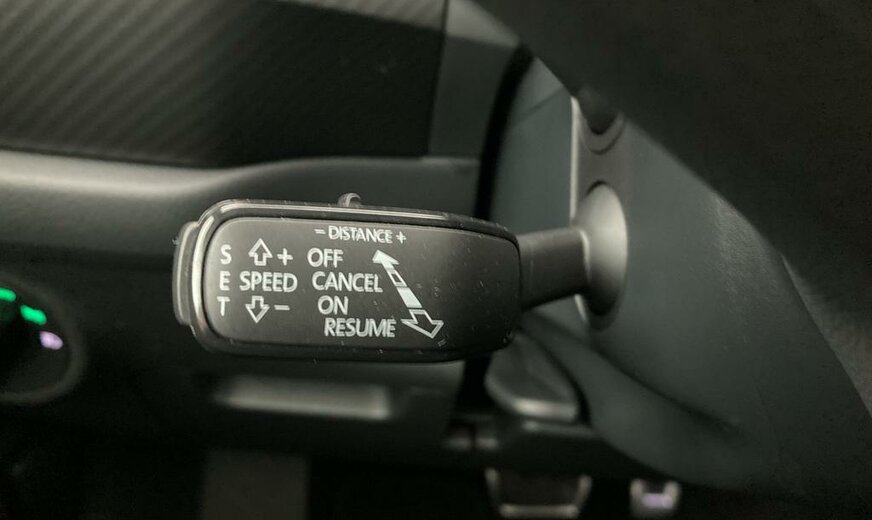 – DISTANCE +
S + OFF
E SPEED CANCEL
T – ON
RESUME